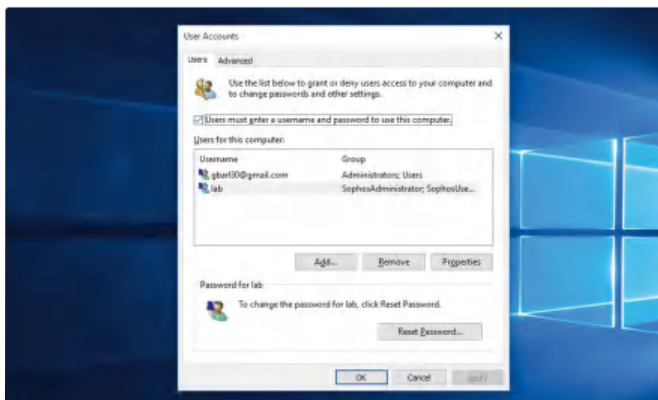 User Accounts
Users Advanced
Use the list below to grant or deny users access to your computer and
to change passwords and other settings.
Users must enter a username and password to use this computer.
Users for this computer:
Username Group
gbarl30@gmail.com Administrators; Users
lab SophosAdministrator; SophosUse...
Add... Remove Properties
Password for lab
To change the password for lab, click Reset Password.
Reset Password...
OK Cancel Apply